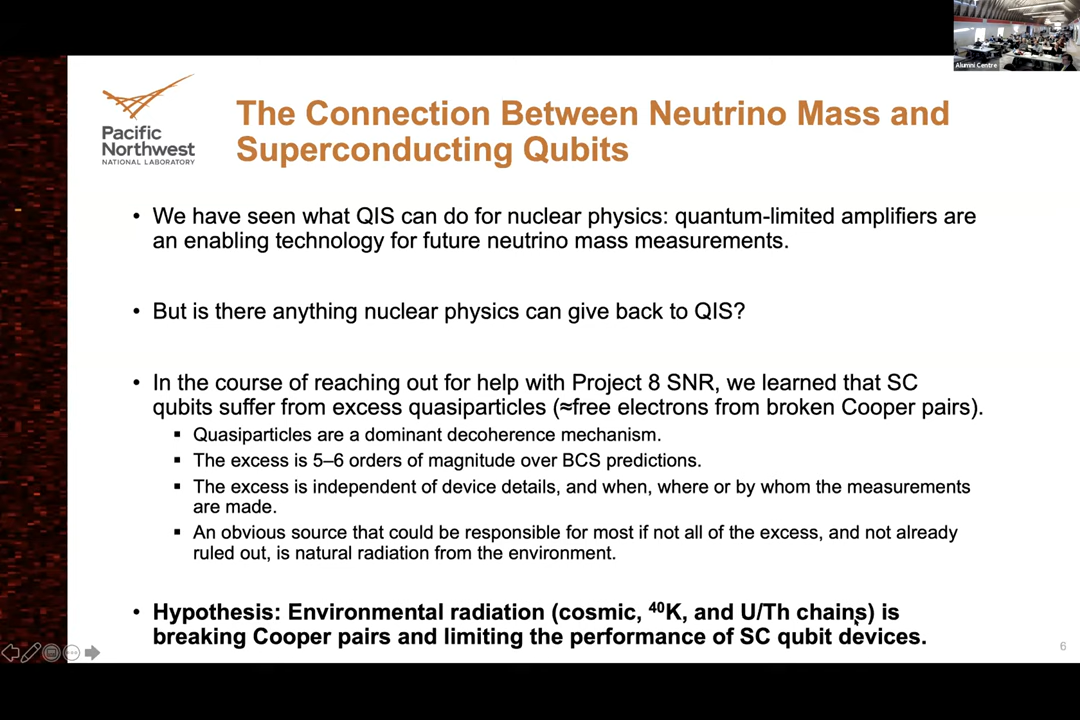 Alumni Centre
Pacific
Northwest
NATIONAL LABORATORY
The Connection Between Neutrino Mass and
Superconducting Qubits
• We have seen what QIS can do for nuclear physics: quantum-limited amplifiers are
an enabling technology for future neutrino mass measurements.
• But is there anything nuclear physics can give back to QIS?
• In the course of reaching out for help with Project 8 SNR, we learned that SC
qubits suffer from excess quasiparticles (≈free electrons from broken Cooper pairs).
▪ Quasiparticles are a dominant decoherence mechanism.
▪ The excess is 5–6 orders of magnitude over BCS predictions.
▪ The excess is independent of device details, and when, where or by whom the measurements
are made.
▪ An obvious source that could be responsible for most if not all of the excess, and not already
ruled out, is natural radiation from the environment.
• Hypothesis: Environmental radiation (cosmic, ⁴⁰K, and U/Th chains) is
breaking Cooper pairs and limiting the performance of SC qubit devices.
6